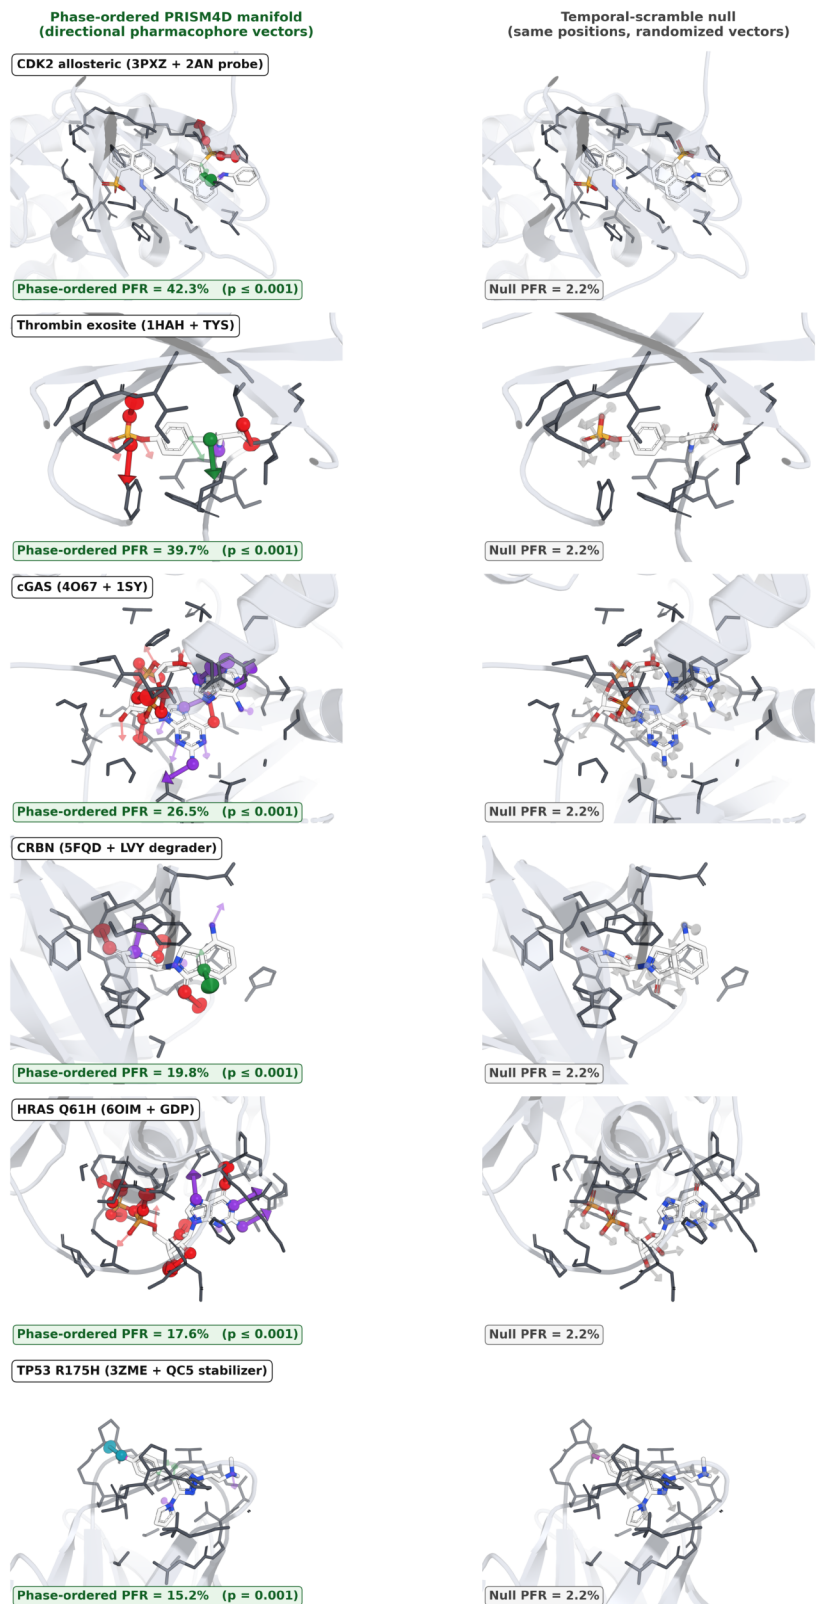 Phase-ordered PRISM4D manifold
(directional pharmacophore vectors)
Temporal-scramble null
(same positions, randomized vectors)
CDK2 allosteric (3PXZ + 2AN probe)
Phase-ordered PFR = 42.3% (p ≤ 0.001)
Null PFR = 2.2%
Thrombin exosite (1HAH + TYS)
Phase-ordered PFR = 39.7% (p ≤ 0.001)
Null PFR = 2.2%
cGAS (4O67 + 1SY)
Phase-ordered PFR = 26.5% (p ≤ 0.001)
Null PFR = 2.2%
CRBN (5FQD + LVY degrader)
Phase-ordered PFR = 19.8% (p ≤ 0.001)
Null PFR = 2.2%
HRAS Q61H (6OIM + GDP)
Phase-ordered PFR = 17.6% (p ≤ 0.001)
Null PFR = 2.2%
TP53 R175H (3ZME + QC5 stabilizer)
Phase-ordered PFR = 15.2% (p = 0.001)
Null PFR = 2.2%